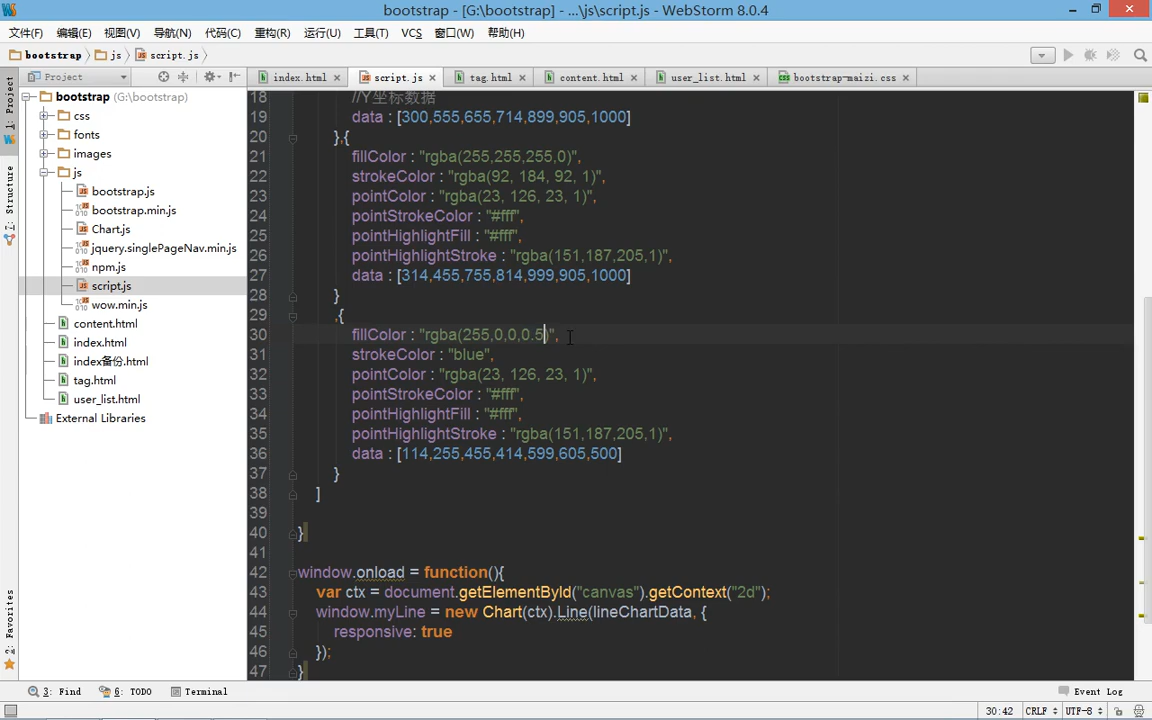 bootstrap - [G:\bootstrap] - ...\js\script.js - WebStorm 8.0.4
文件(F) 编辑(E) 视图(V) 导航(N) 代码(C) 重构(R) 运行(U) 工具(T) VCS 窗口(W) 帮助(H)
bootstrap js script.js
Project index.html script.js tag.html content.html user_list.html bootstrap-maizi.css
1: Project
7: Structure
2: Favorites
bootstrap (G:\bootstrap)
css
fonts
images
js
bootstrap.js
bootstrap.min.js
Chart.js
jquery.singlePageNav.min.js
npm.js
script.js
wow.min.js
content.html
index.html
index备份.html
tag.html
user_list.html
External Libraries
18 //Y坐标数据
19 data : [300,555,655,714,899,905,1000]
20 },{
21 fillColor : "rgba(255,255,255,0)",
22 strokeColor : "rgba(92, 184, 92, 1)",
23 pointColor : "rgba(23, 126, 23, 1)",
24 pointStrokeColor : "#fff",
25 pointHighlightFill : "#fff",
26 pointHighlightStroke : "rgba(151,187,205,1)",
27 data : [314,455,755,814,999,905,1000]
28 }
29 ,{
30 fillColor : "rgba(255,0,0,0.5)",
31 strokeColor : "blue",
32 pointColor : "rgba(23, 126, 23, 1)",
33 pointStrokeColor : "#fff",
34 pointHighlightFill : "#fff",
35 pointHighlightStroke : "rgba(151,187,205,1)",
36 data : [114,255,455,414,599,605,500]
37 }
38 ]
39
40 }
41
42 window.onload = function(){
43 var ctx = document.getElementById("canvas").getContext("2d");
44 window.myLine = new Chart(ctx).Line(lineChartData, {
45 responsive: true
46 });
47 }
3: Find 6: TODO Terminal Event Log
30:42 CRLF UTF-8